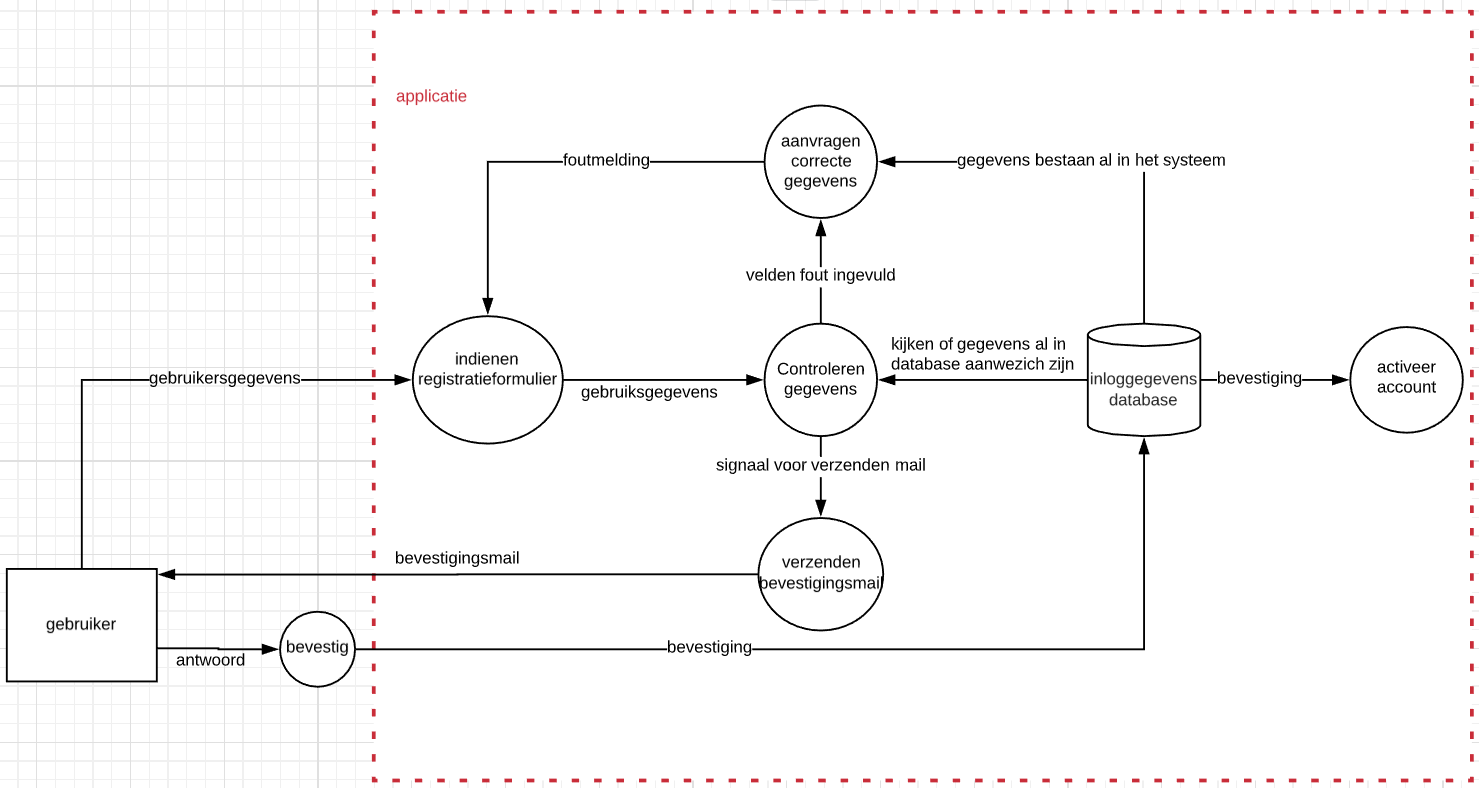 applicatie
aanvragen
correcte
gegevens
foutmelding
gegevens bestaan al in het systeem
velden fout ingevuld
indienen
registratieformulier
kijken of gegevens al in
database aanwezich zijn
Controleren
gegevens
gebruikersgegevens
gebruiksgegevens
inloggegevens
database
bevestiging
activeer
account
signaal voor verzenden mail
bevestigingsmail
verzenden
bevestigingsmail
gebruiker
antwoord
bevestig
bevestiging